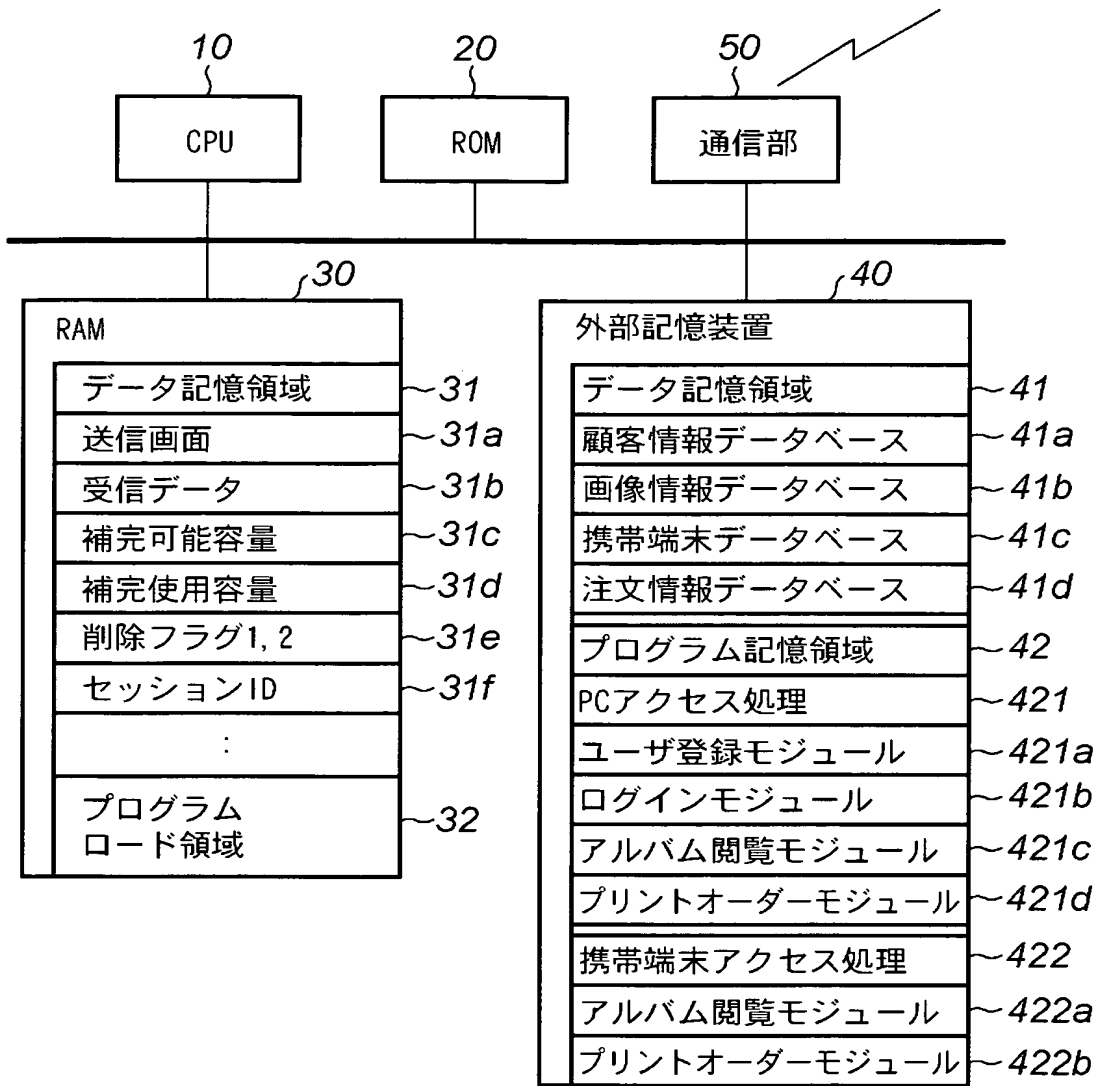 10
20
50
CPU
ROM
通信部
30
40
RAM
データ記憶領域 31
送信画面 31a
受信データ 31b
補完可能容量 31c
補完使用容量 31d
削除フラグ1, 2 31e
セッションID 31f
:
プログラム
ロード領域 32
外部記憶装置
データ記憶領域 41
顧客情報データベース 41a
画像情報データベース 41b
携帯端末データベース 41c
注文情報データベース 41d
プログラム記憶領域 42
PCアクセス処理 421
ユーザ登録モジュール 421a
ログインモジュール 421b
アルバム閲覧モジュール 421c
プリントオーダーモジュール 421d
携帯端末アクセス処理 422
アルバム閲覧モジュール 422a
プリントオーダーモジュール 422b